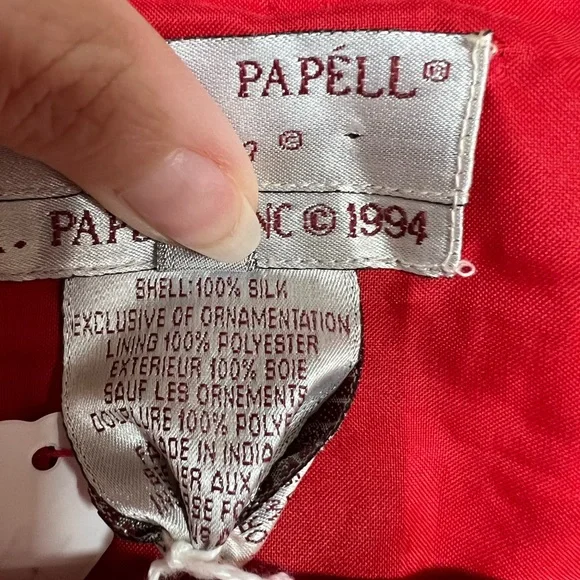 PAPÉLL®
®
. PAP NC © 1994
SHELL: 100% SILK
EXCLUSIVE OF ORNAMENTATION
LINING 100% POLYESTER
EXTERIEUR 100% SOIE
SAUF LES ORNEMENTS
100% POLYE
MADE IN INDIA
AUX